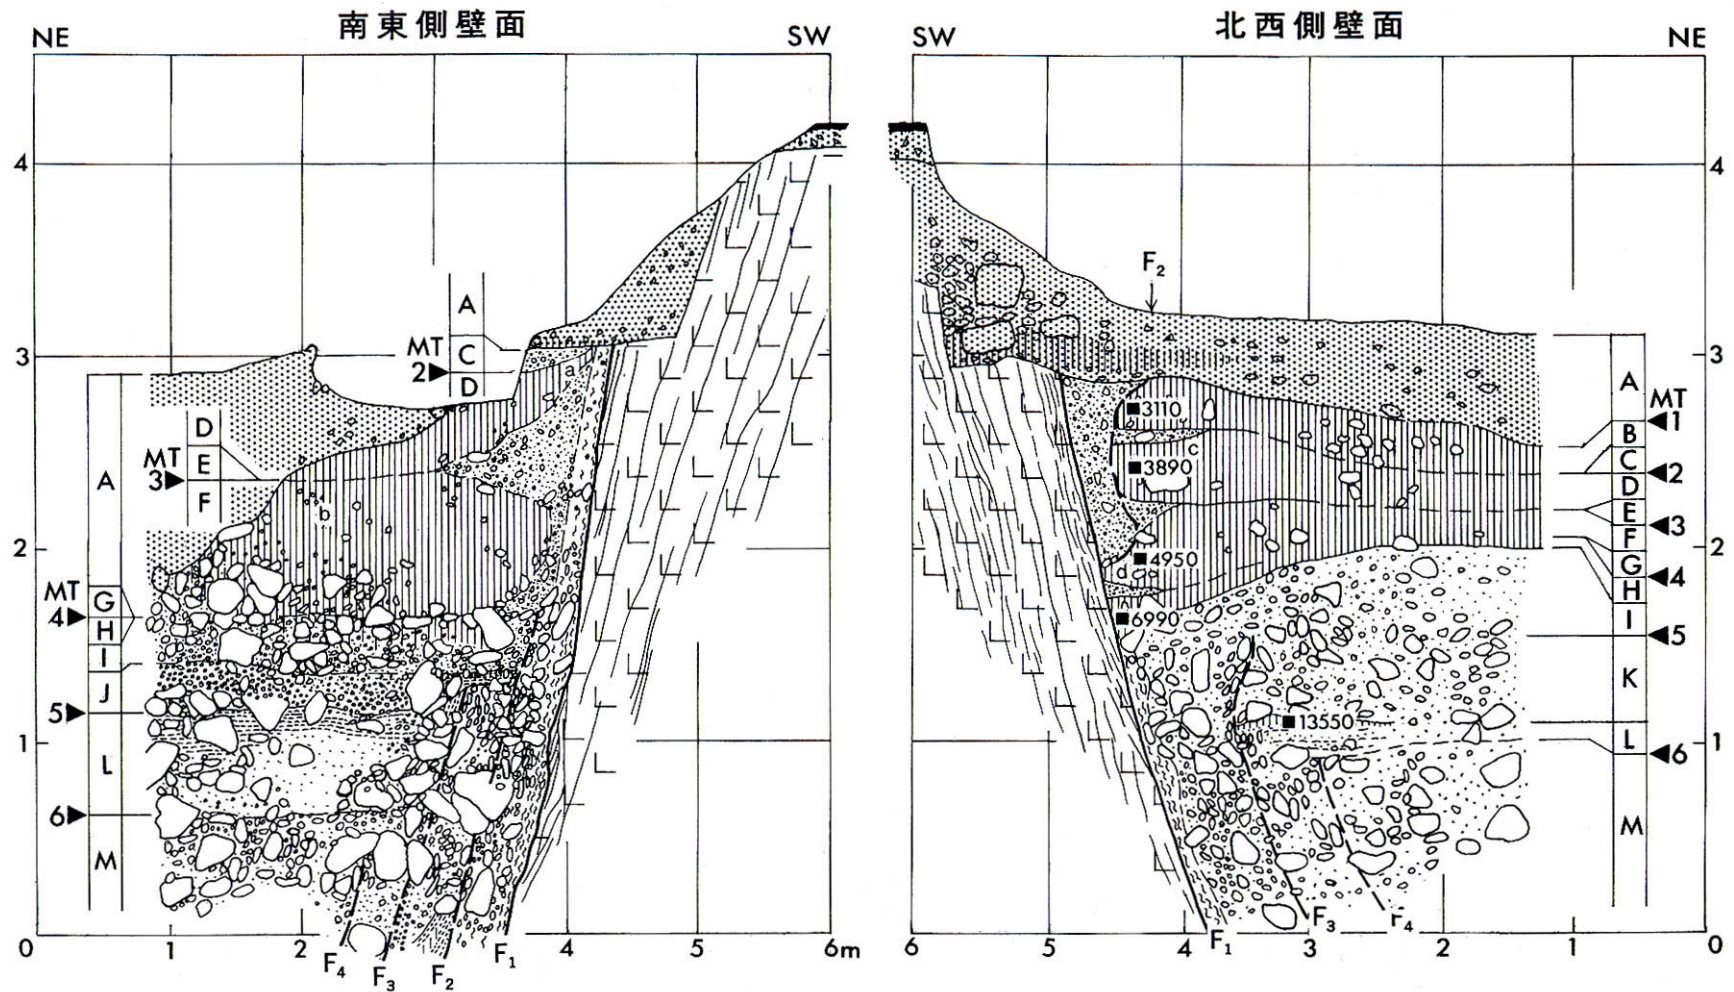 南東側壁面
NE
SW
4
3
2
1
0
1
2
3
4
5
6m
A
C
D
MT
2
D
E
F
MT
3
A
G
H
I
J
L
M
MT
4
5
6
a
b
F4
F3
F2
F1
北西側壁面
SW
NE
F2
4
3
2
1
0
6
5
4
3
2
1
3110
c
3890
4950
d
6990
13550
F1
F3
F4
A
B
C
D
E
F
G
H
I
K
L
M
MT
1
2
3
4
5
6